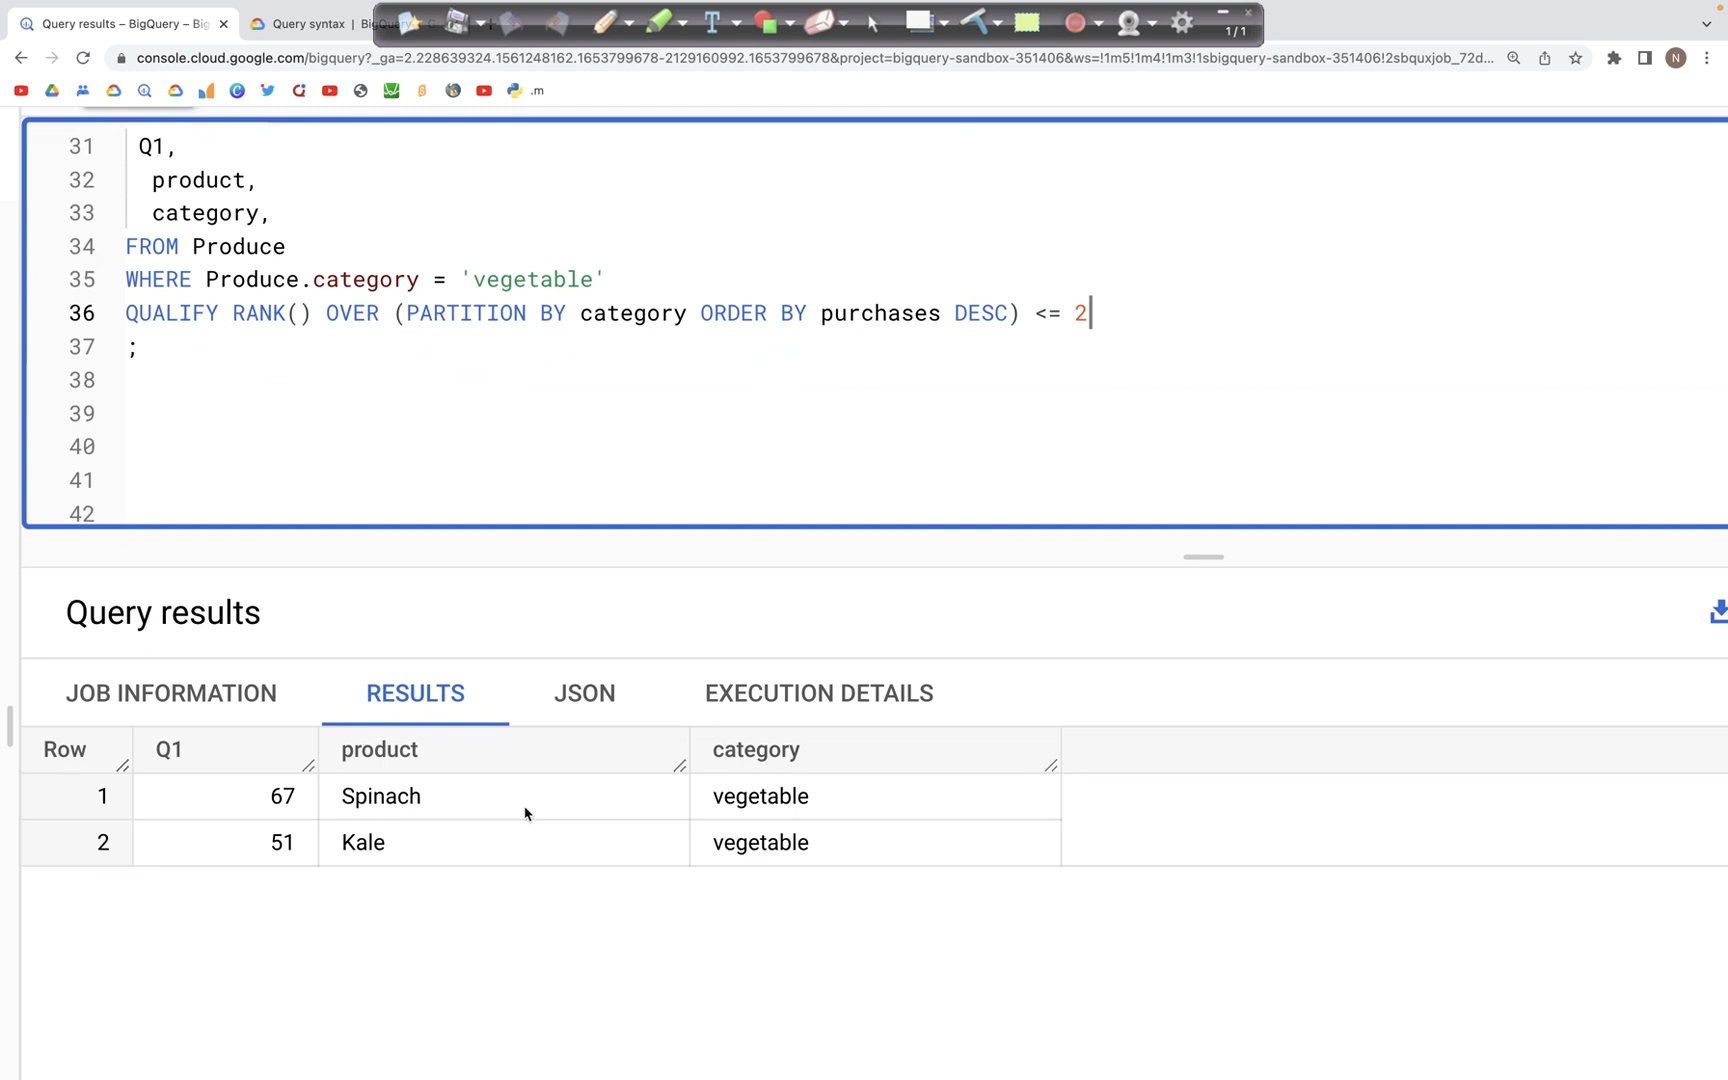 Query results – BigQuery – Big
Query syntax | BigQuery
1/1
console.cloud.google.com/bigquery?_ga=2.228639324.1561248162.1653799678-2129160992.1653799678&project=bigquery-sandbox-351406&ws=!1m5!1m4!1m3!1sbigquery-sandbox-351406!2sbquxjob_72d...
N
.m
31 Q1,
32 product,
33 category,
34 FROM Produce
35 WHERE Produce.category = 'vegetable'
36 QUALIFY RANK() OVER (PARTITION BY category ORDER BY purchases DESC) <= 2
37 ;
38
39
40
41
42
Query results
JOB INFORMATION RESULTS JSON EXECUTION DETAILS
Row Q1 product category
1 67 Spinach vegetable
2 51 Kale vegetable